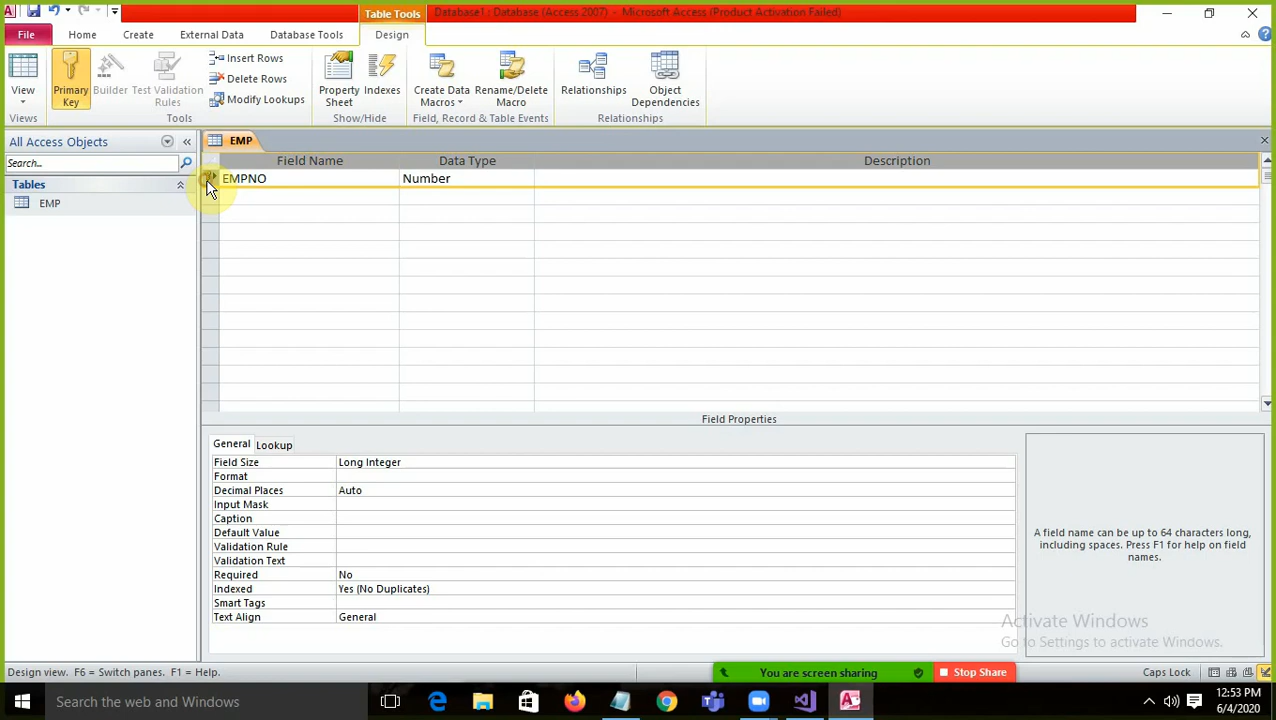 Table Tools
Database1 : Database (Access 2007) - Microsoft Access (Product Activation Failed)
File Home Create External Data Database Tools Design
View
Views
Primary Key
Builder
Test Validation Rules
Insert Rows
Delete Rows
Modify Lookups
Tools
Property Sheet
Indexes
Show/Hide
Create Data Macros
Rename/Delete Macro
Field, Record & Table Events
Relationships
Object Dependencies
Relationships
All Access Objects
Search...
Tables
EMP
EMP
Field Name Data Type Description
EMPNO Number
Field Properties
General Lookup
Field Size Long Integer
Format
Decimal Places Auto
Input Mask
Caption
Default Value
Validation Rule
Validation Text
Required No
Indexed Yes (No Duplicates)
Smart Tags
Text Align General
A field name can be up to 64 characters long,
including spaces. Press F1 for help on field
names.
Activate Windows
Go to Settings to activate Windows.
Design view. F6 = Switch panes. F1 = Help.
You are screen sharing
Stop Share
Caps Lock
Search the web and Windows
12:53 PM
6/4/2020